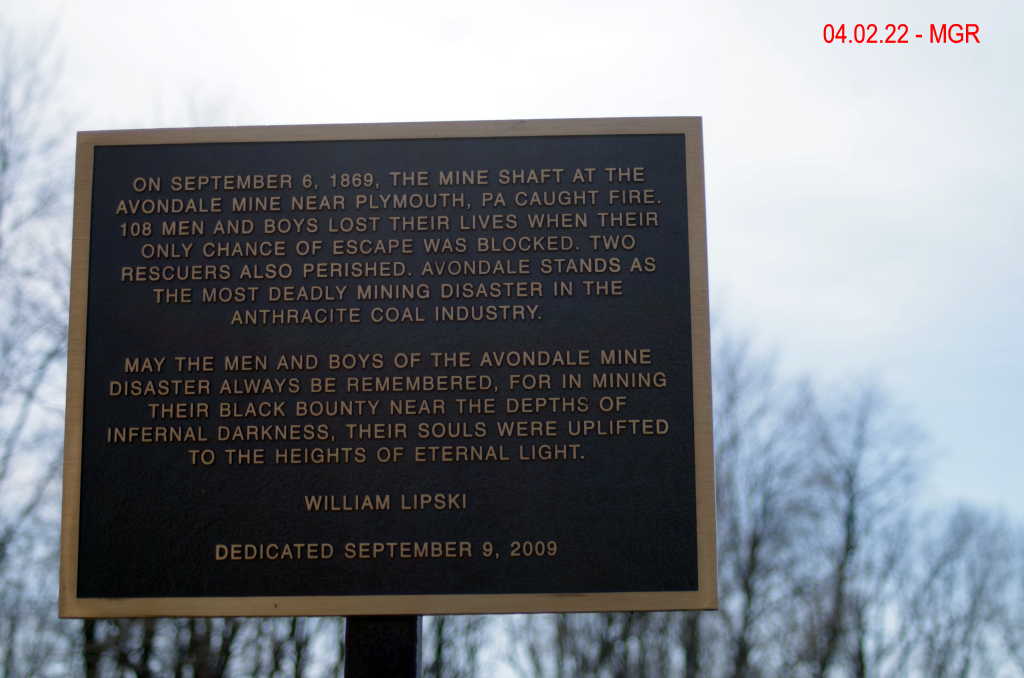 04.02.22 - MGR
ON SEPTEMBER 6, 1869, THE MINE SHAFT AT THE
AVONDALE MINE NEAR PLYMOUTH, PA CAUGHT FIRE.
108 MEN AND BOYS LOST THEIR LIVES WHEN THEIR
ONLY CHANCE OF ESCAPE WAS BLOCKED. TWO
RESCUERS ALSO PERISHED. AVONDALE STANDS AS
THE MOST DEADLY MINING DISASTER IN THE
ANTHRACITE COAL INDUSTRY.
MAY THE MEN AND BOYS OF THE AVONDALE MINE
DISASTER ALWAYS BE REMEMBERED, FOR IN MINING
THEIR BLACK BOUNTY NEAR THE DEPTHS OF
INFERNAL DARKNESS, THEIR SOULS WERE UPLIFTED
TO THE HEIGHTS OF ETERNAL LIGHT.
WILLIAM LIPSKI
DEDICATED SEPTEMBER 9, 2009